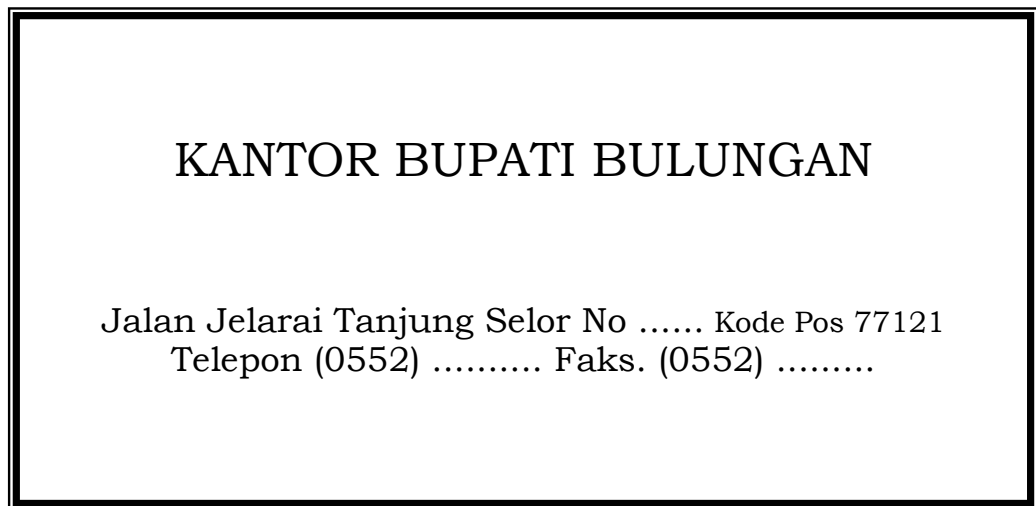 KANTOR BUPATI BULUNGAN
Jalan Jelarai Tanjung Selor No ...... Kode Pos 77121
Telepon (0552) .......... Faks. (0552) .........